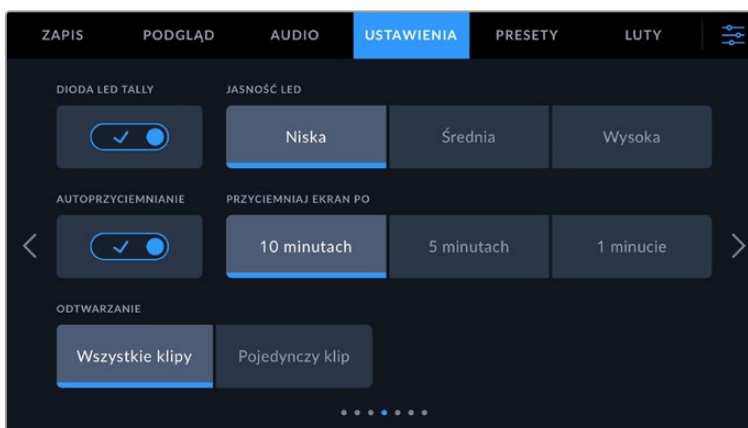 ZAPIS PODGLĄD AUDIO USTAWIENIA PRESETY LUTY
DIODA LED TALLY JASNOŚĆ LED
Niska Średnia Wysoka
AUTOPRZYCIEMNIANIE PRZYCIEMNIAJ EKRAN PO
10 minutach 5 minutach 1 minucie
ODTWARZANIE
Wszystkie klipy Pojedynczy klip